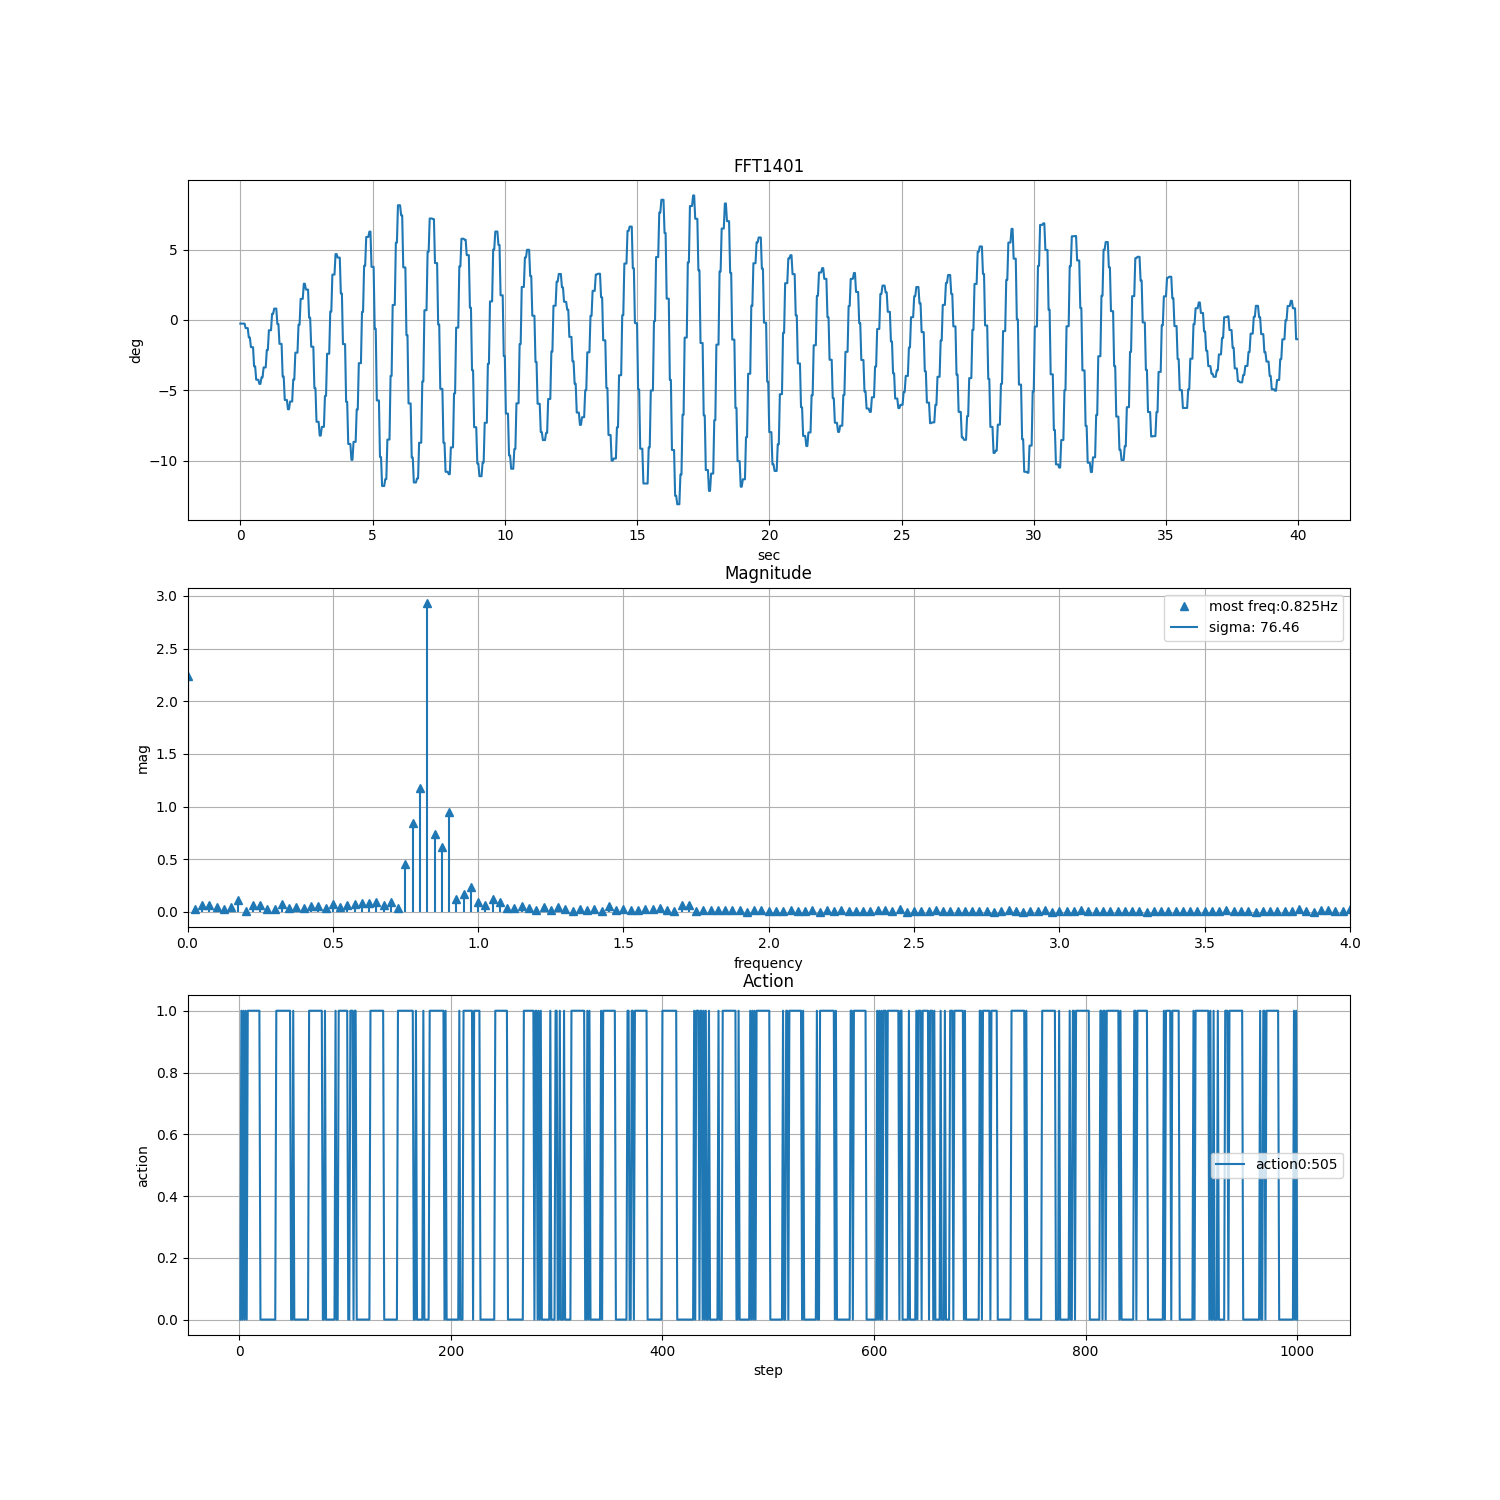 FFT1401
5
0
−5
−10
deg
0 5 10 15 20 25 30 35 40
sec
Magnitude
3.0
2.5
2.0
1.5
1.0
0.5
0.0
mag
most freq:0.825Hz
sigma: 76.46
0.0 0.5 1.0 1.5 2.0 2.5 3.0 3.5 4.0
frequency
Action
1.0
0.8
0.6
0.4
0.2
0.0
action
action0:505
0 200 400 600 800 1000
step